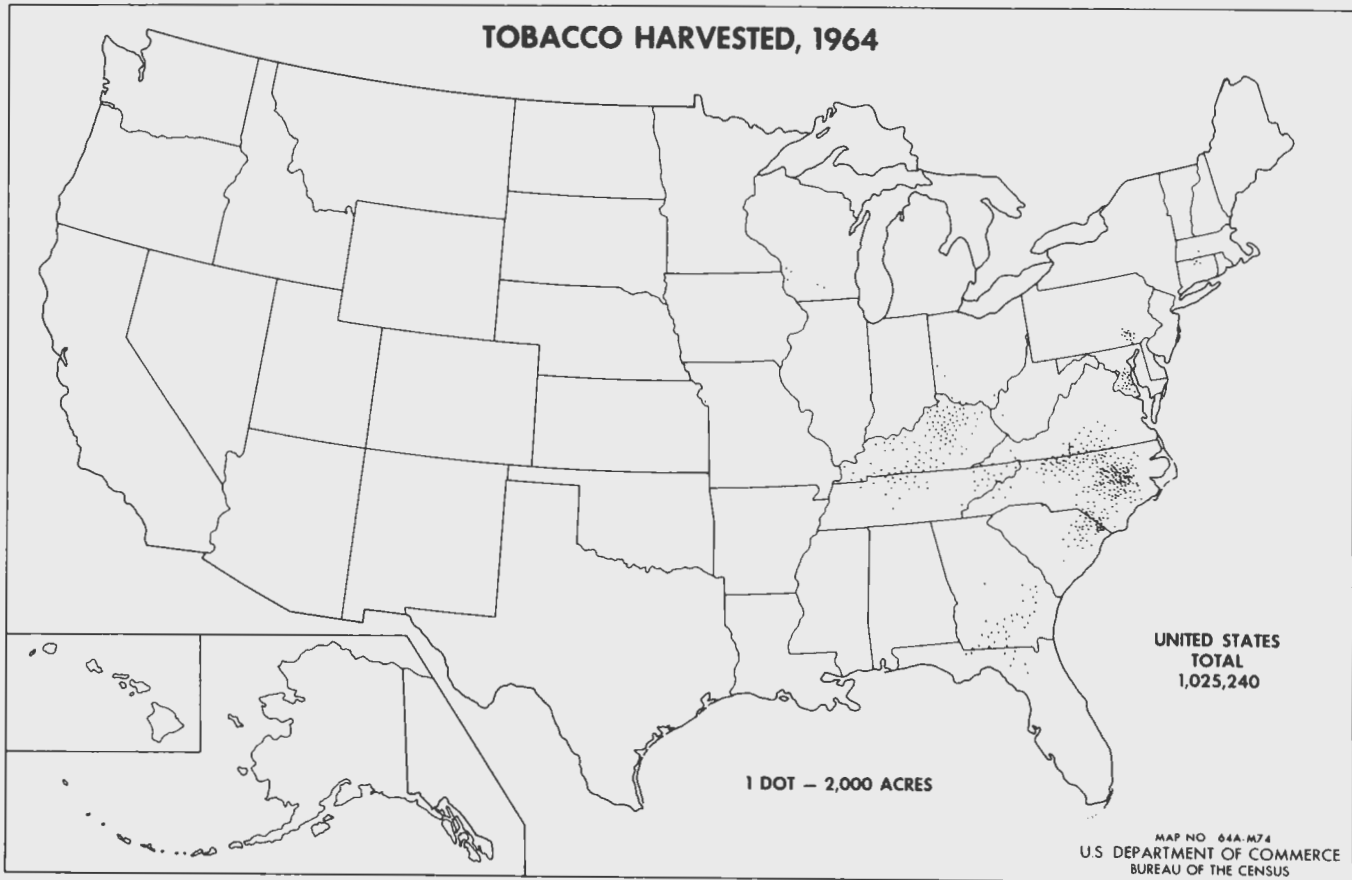 TOBACCO HARVESTED, 1964
UNITED STATES
TOTAL
1,025,240
1 DOT — 2,000 ACRES
MAP NO 64A-M74
U.S DEPARTMENT OF COMMERCE
BUREAU OF THE CENSUS